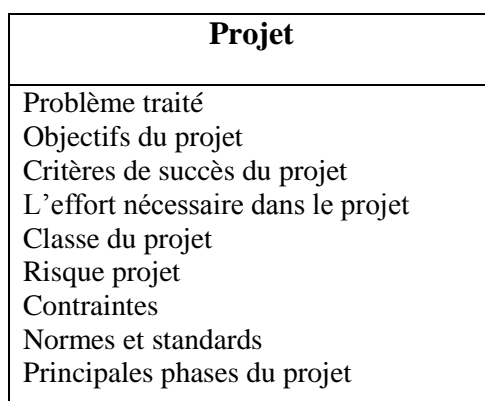 Projet
Problème traité
Objectifs du projet
Critères de succès du projet
L’effort nécessaire dans le projet
Classe du projet
Risque projet
Contraintes
Normes et standards
Principales phases du projet